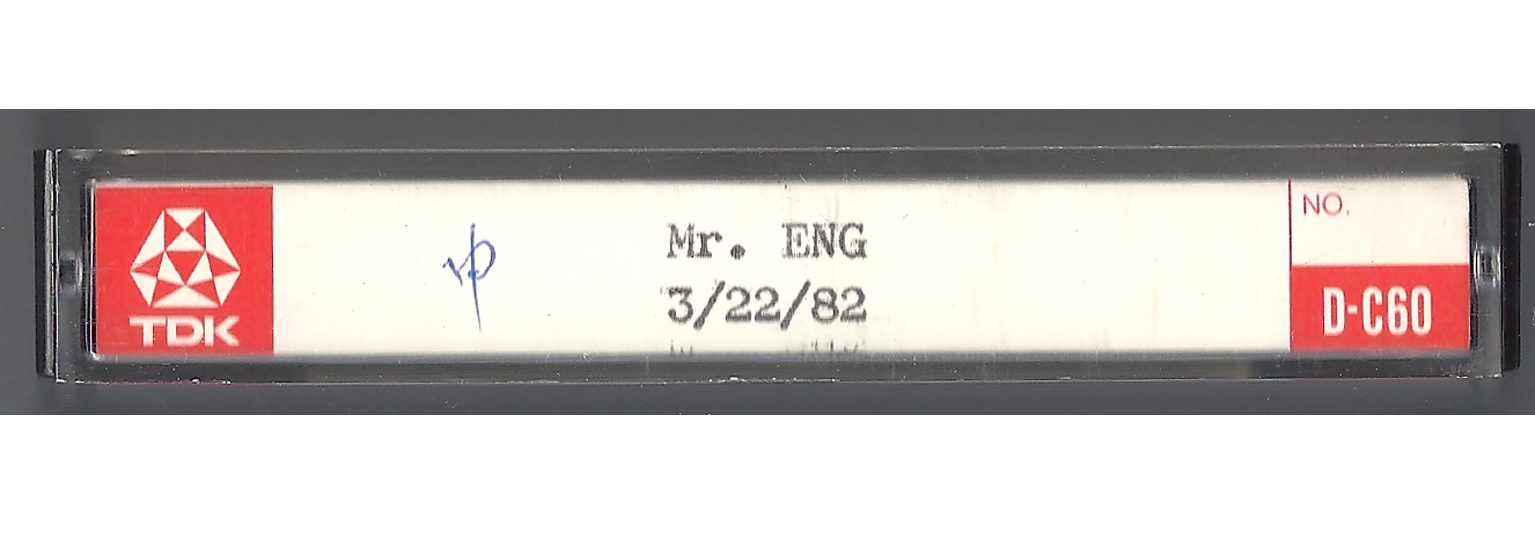 Mr. ENG
3/22/82
NO.
D-C60
TDK